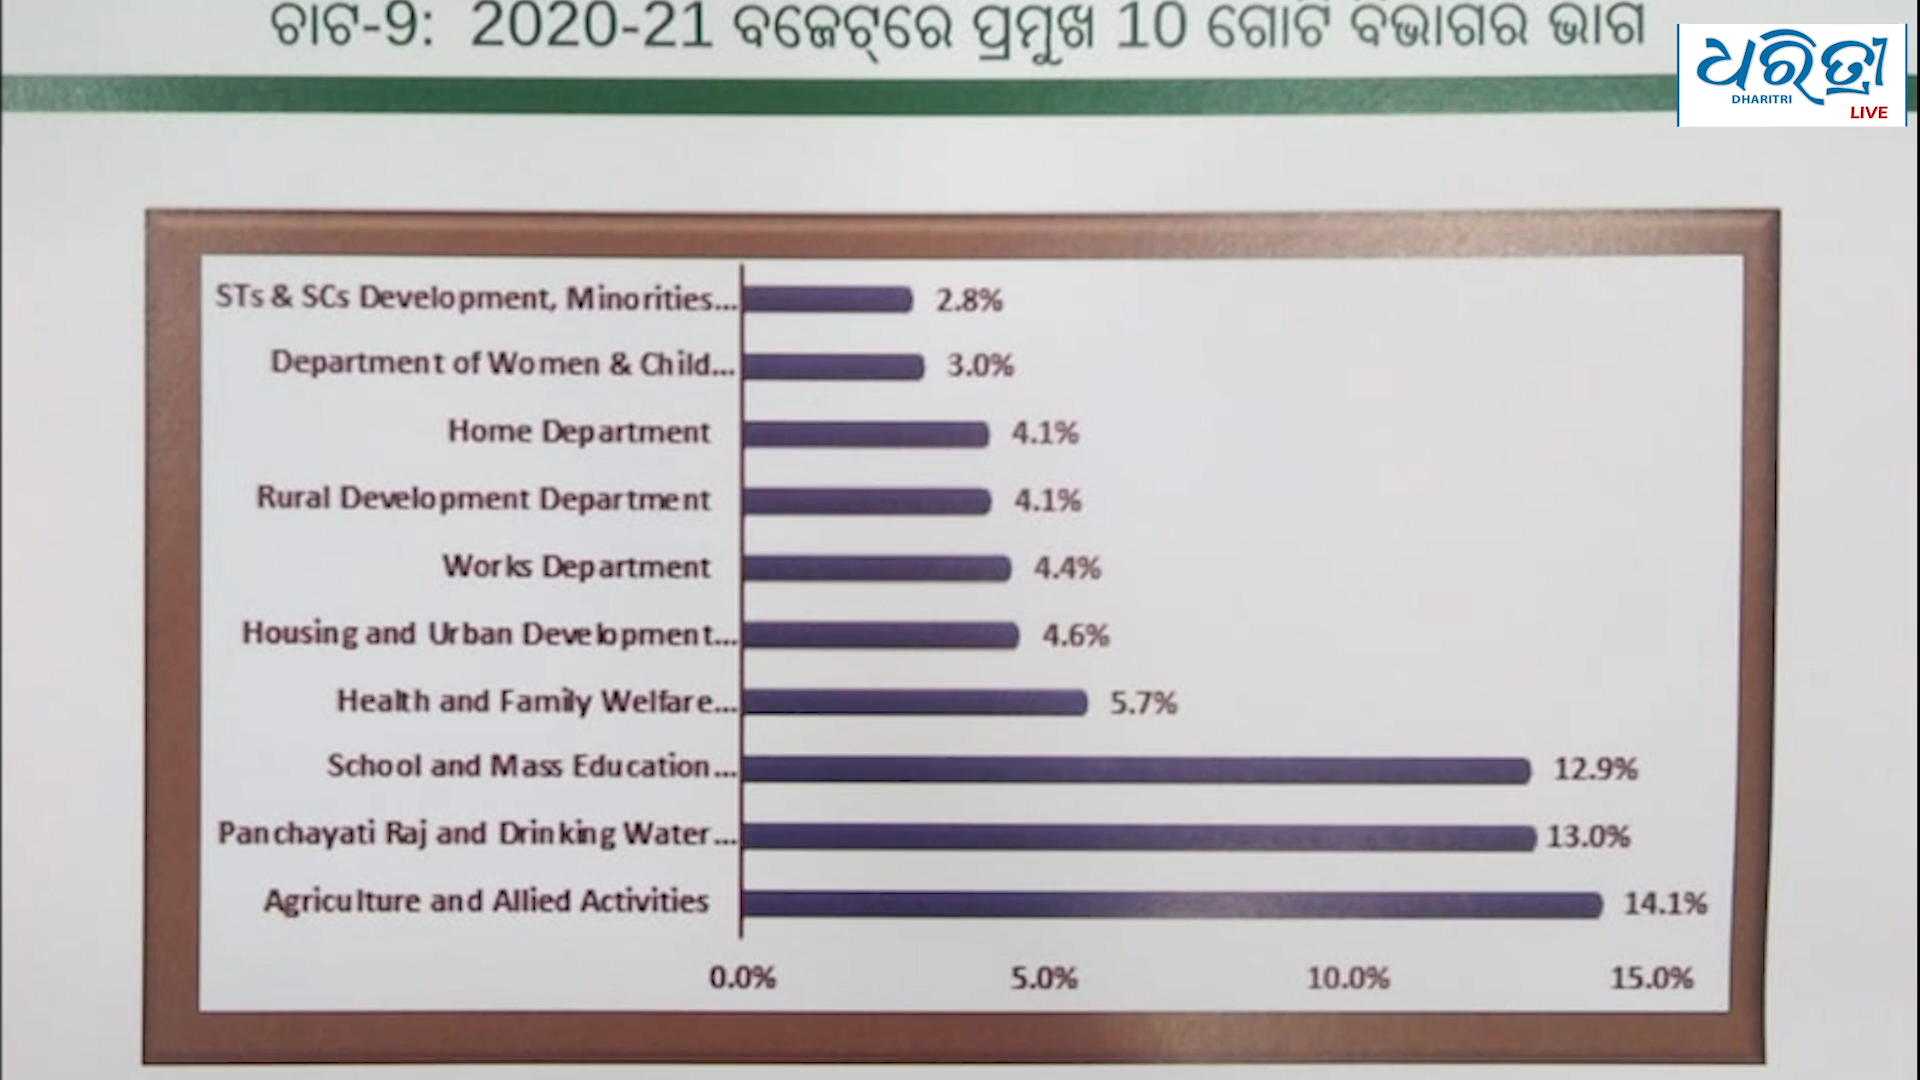 ଚାଟ-9: 2020-21 ବଜେଟ୍‌ରେ ପ୍ରମୁଖ 10 ଗୋଟି ବିଭାଗର ଭାଗ
ଧରିତ୍ରୀ
DHARITRI
LIVE
STs & SCs Development, Minorities... 2.8%
Department of Women & Child... 3.0%
Home Department 4.1%
Rural Development Department 4.1%
Works Department 4.4%
Housing and Urban Development... 4.6%
Health and Family Welfare... 5.7%
School and Mass Education... 12.9%
Panchayati Raj and Drinking Water... 13.0%
Agriculture and Allied Activities 14.1%
0.0% 5.0% 10.0% 15.0%